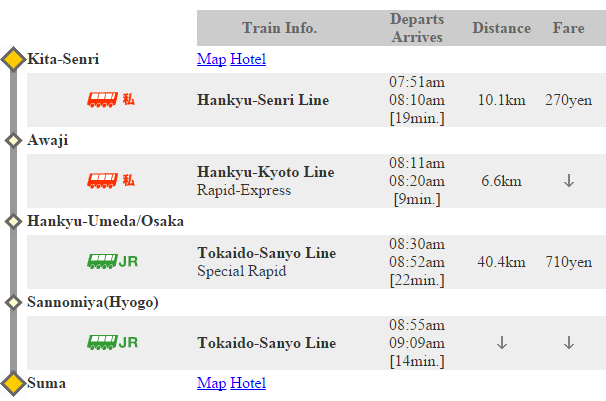 Train Info. Departs Arrives Distance Fare
Kita-Senri Map Hotel
私 Hankyu-Senri Line 07:51am 08:10am [19min.] 10.1km 270yen
Awaji
私 Hankyu-Kyoto Line Rapid-Express 08:11am 08:20am [9min.] 6.6km ↓
Hankyu-Umeda/Osaka
JR Tokaido-Sanyo Line Special Rapid 08:30am 08:52am [22min.] 40.4km 710yen
Sannomiya(Hyogo)
JR Tokaido-Sanyo Line 08:55am 09:09am [14min.] ↓ ↓
Suma Map Hotel